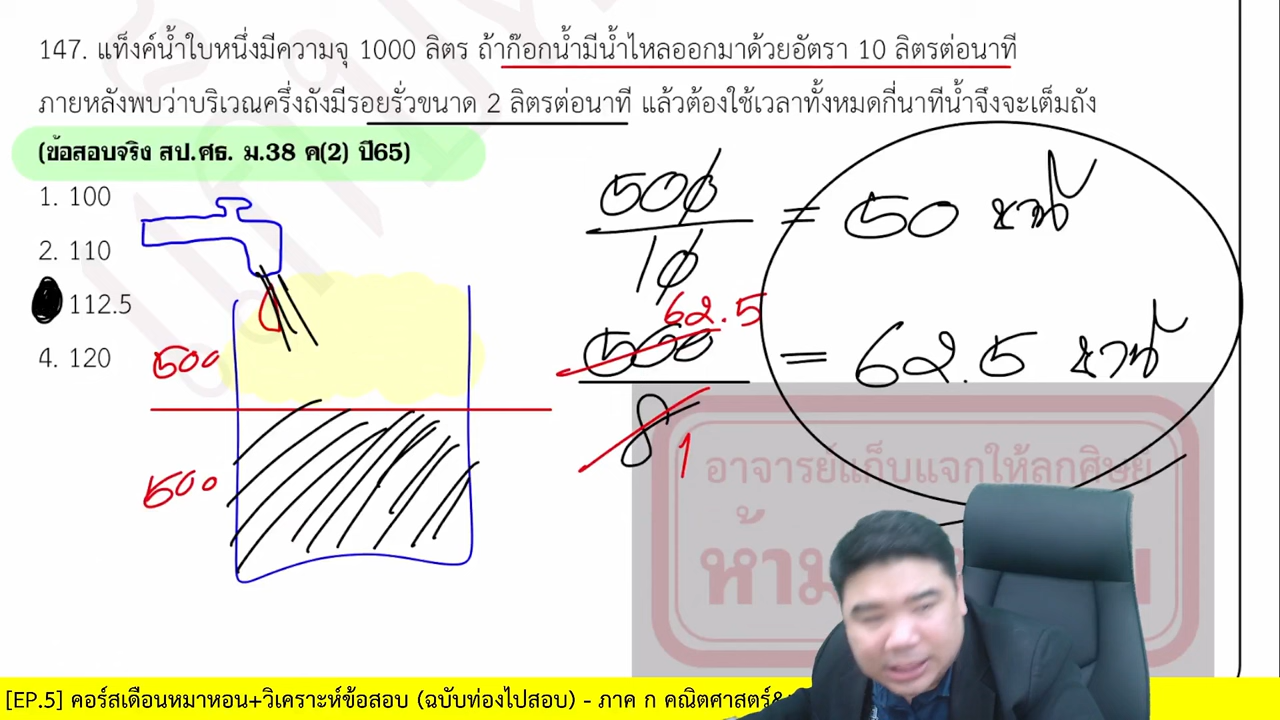 147. แท็งค์น้ำใบหนึ่งมีความจุ 1000 ลิตร ถ้าก๊อกน้ำมีน้ำไหลออกมาด้วยอัตรา 10 ลิตรต่อนาที
ภายหลังพบว่าบริเวณครึ่งถังมีรอยรั่วขนาด 2 ลิตรต่อนาที แล้วต้องใช้เวลาทั้งหมดกี่นาทีน้ำจึงจะเต็มถัง
(ข้อสอบจริง สป.ศธ. ม.38 ค(2) ปี65)
1. 100
2. 110
112.5
4. 120
500
500
500
10
= 50 นาที
62.5
500
8
1
= 62.5 นาที
อาจารย์แถ็บแจกให้ลูกศิษย์
ห้าม
[EP.5] คอร์สเดือนหมาหอน+วิเคราะห์ข้อสอบ (ฉบับท่องไปสอบ) - ภาค ก คณิตศาสตร์&